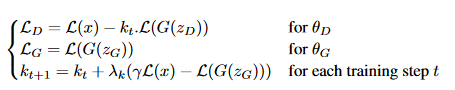 ℒ_D = ℒ(x) − k_t.ℒ(G(z_D)) for θ_D
ℒ_G = ℒ(G(z_G)) for θ_G
k_{t+1} = k_t + λ_k(γℒ(x) − ℒ(G(z_G))) for each training step t